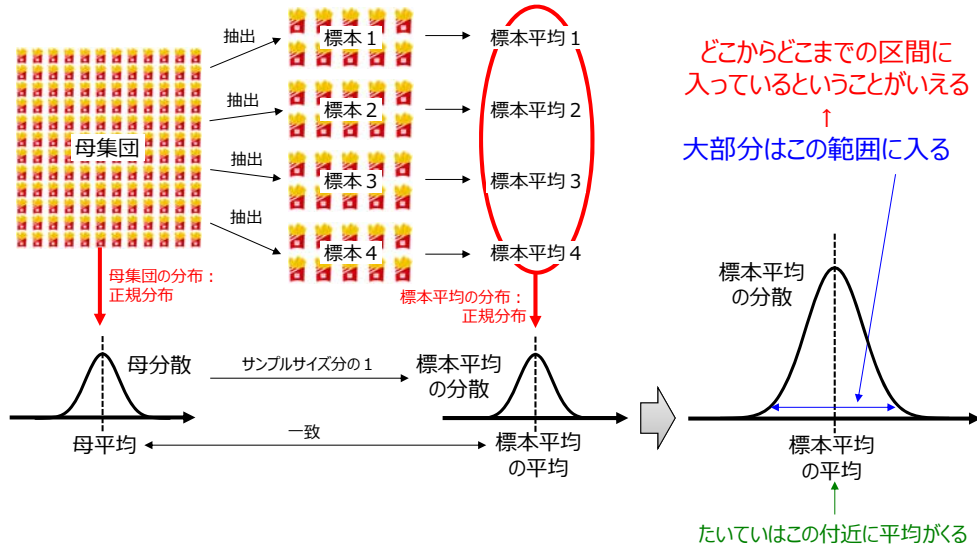 抽出
抽出
抽出
抽出
母集団
標本1
標本2
標本3
標本4
標本平均1
標本平均2
標本平均3
標本平均4
母集団の分布：
正規分布
標本平均の分布：
正規分布
母分散
サンプルサイズ分の1
標本平均
の分散
母平均
一致
標本平均
の平均
どこからどこまでの区間に
入っているということがいえる
↑
大部分はこの範囲に入る
標本平均
の分散
標本平均
の平均
たいていはこの付近に平均がくる